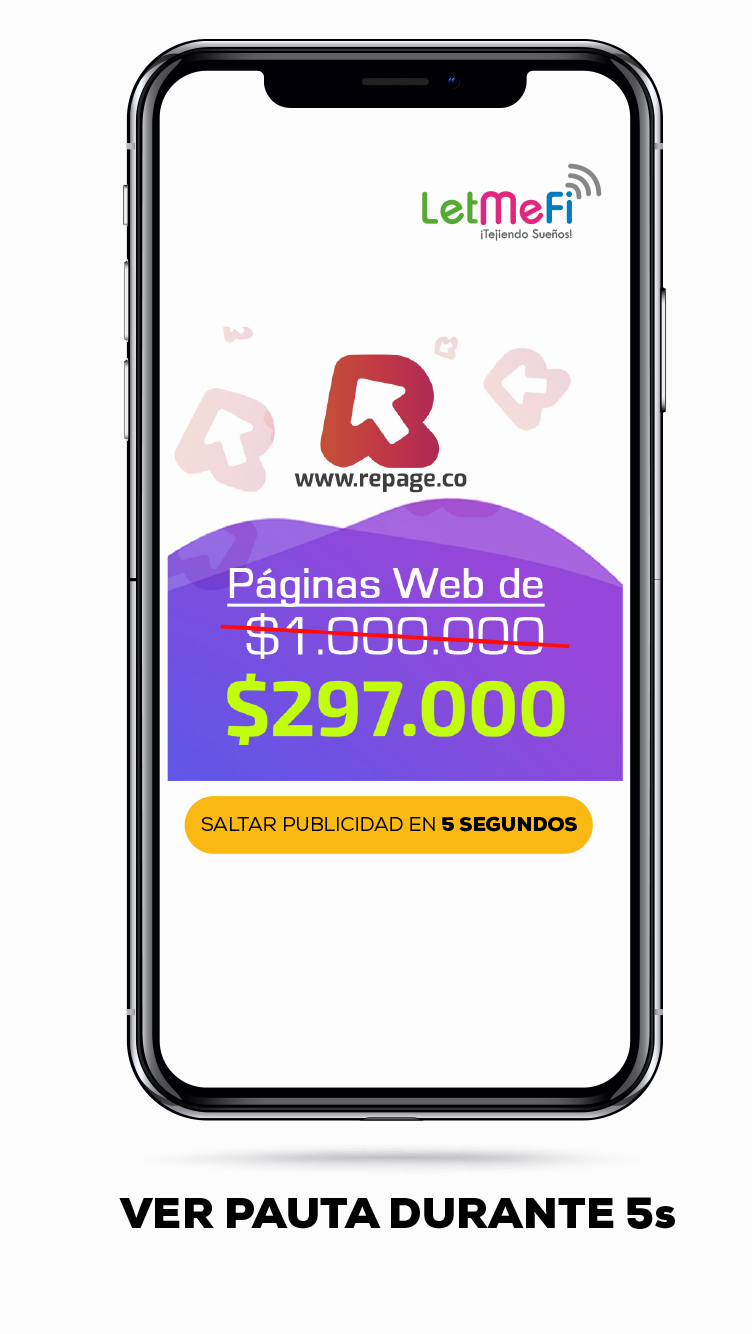 LetMeFi
¡Tejiendo Sueños!
www.repage.co
Páginas Web de
$1.000.000
$297.000
SALTAR PUBLICIDAD EN 5 SEGUNDOS
VER PAUTA DURANTE 5s